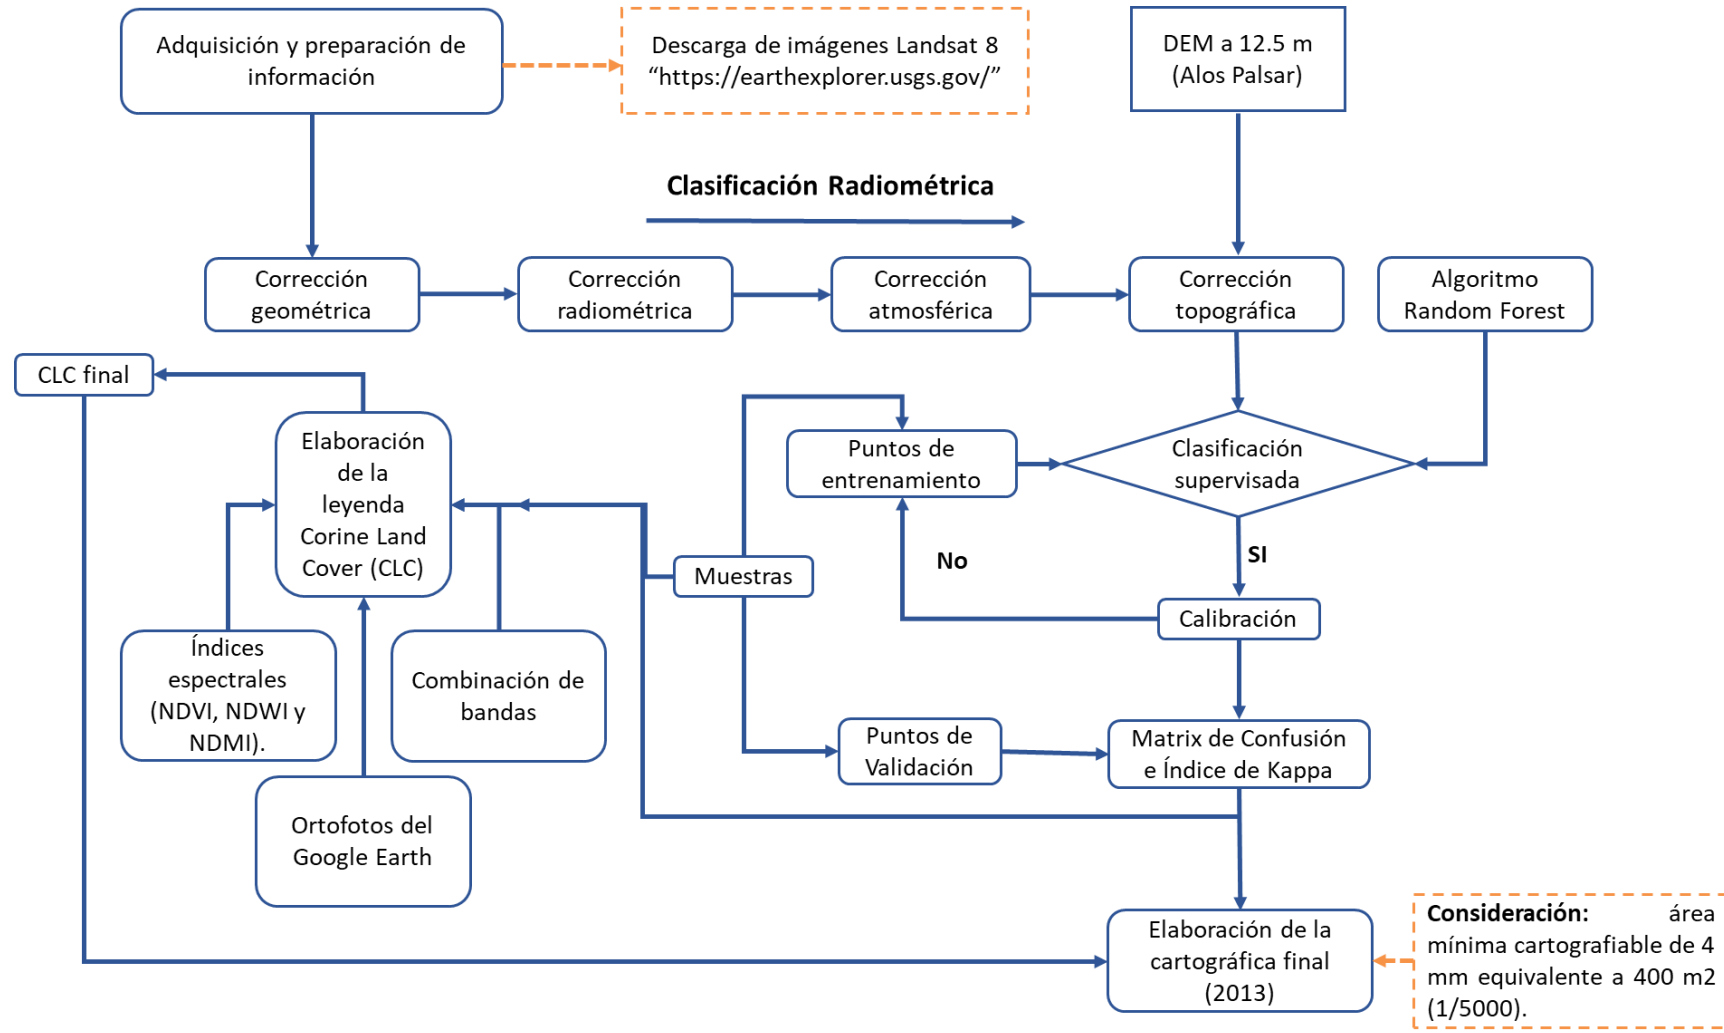 Adquisición y preparación de
información
Descarga de imágenes Landsat 8
“https://earthexplorer.usgs.gov/”
DEM a 12.5 m
(Alos Palsar)
Clasificación Radiométrica
Corrección
geométrica
Corrección
radiométrica
Corrección
atmosférica
Corrección
topográfica
Algoritmo
Random Forest
CLC final
Elaboración
de la
leyenda
Corine Land
Cover (CLC)
Puntos de
entrenamiento
Clasificación
supervisada
No
SI
Muestras
Calibración
Índices
espectrales
(NDVI, NDWI y
NDMI).
Combinación de
bandas
Puntos de
Validación
Matrix de Confusión
e Índice de Kappa
Ortofotos del
Google Earth
Elaboración de la
cartográfica final
(2013)
Consideración: área
mínima cartografiable de 4
mm equivalente a 400 m2
(1/5000).